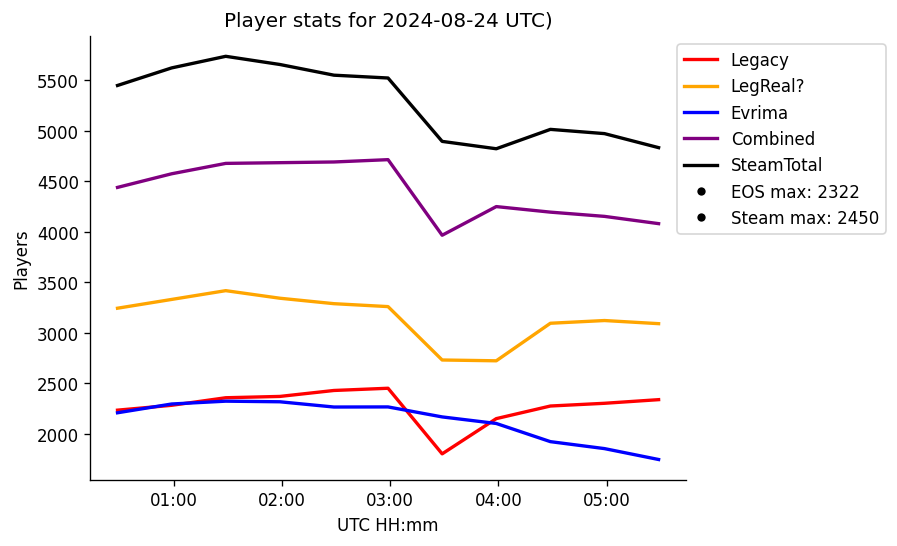 Player stats for 2024-08-24 UTC)
Players
5500
5000
4500
4000
3500
3000
2500
2000
01:00 02:00 03:00 04:00 05:00
UTC HH:mm
Legacy
LegReal?
Evrima
Combined
SteamTotal
EOS max: 2322
Steam max: 2450